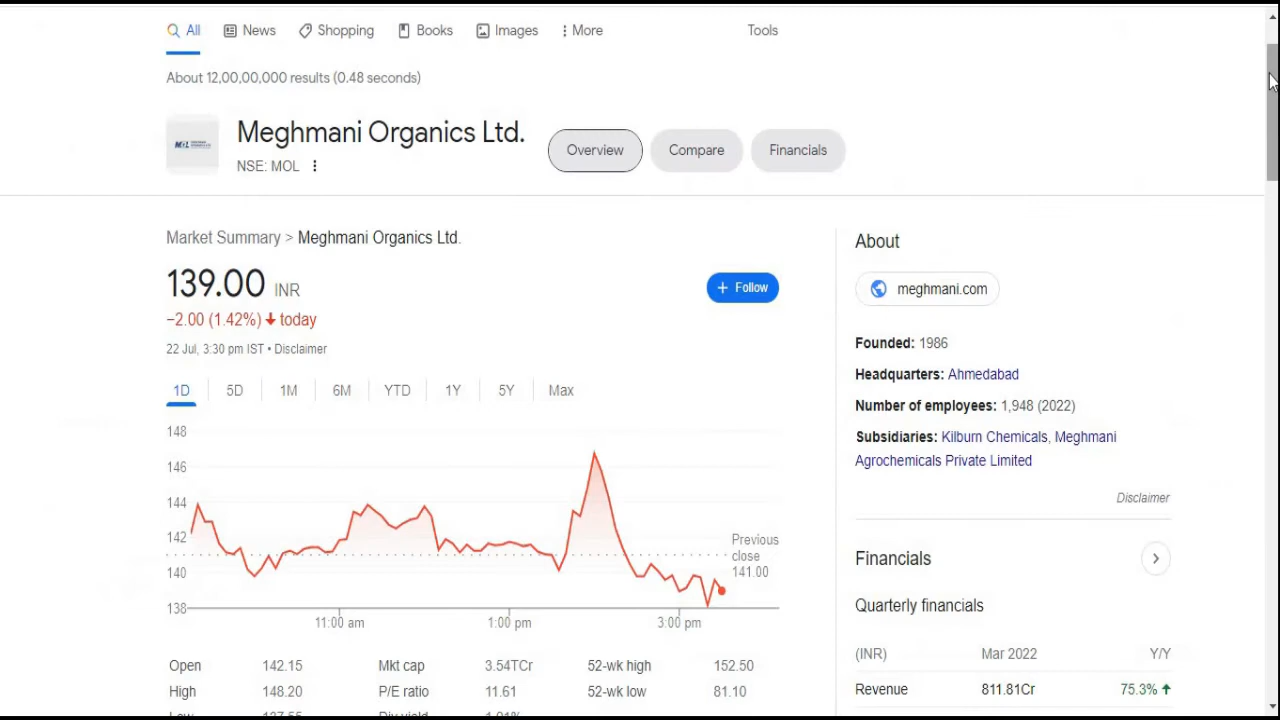 All News Shopping Books Images More Tools
About 12,00,00,000 results (0.48 seconds)
Meghmani Organics Ltd.
NSE: MOL
Overview Compare Financials
Market Summary > Meghmani Organics Ltd.
139.00 INR
+ Follow
−2.00 (1.42%) today
22 Jul, 3:30 pm IST • Disclaimer
1D 5D 1M 6M YTD 1Y 5Y Max
148
146
144
142
140
138
Previous
close
141.00
11:00 am 1:00 pm 3:00 pm
Open 142.15 Mkt cap 3.54TCr 52-wk high 152.50
High 148.20 P/E ratio 11.61 52-wk low 81.10
About
meghmani.com
Founded: 1986
Headquarters: Ahmedabad
Number of employees: 1,948 (2022)
Subsidiaries: Kilburn Chemicals, Meghmani
Agrochemicals Private Limited
Disclaimer
Financials
Quarterly financials
(INR) Mar 2022 Y/Y
Revenue 811.81Cr 75.3%